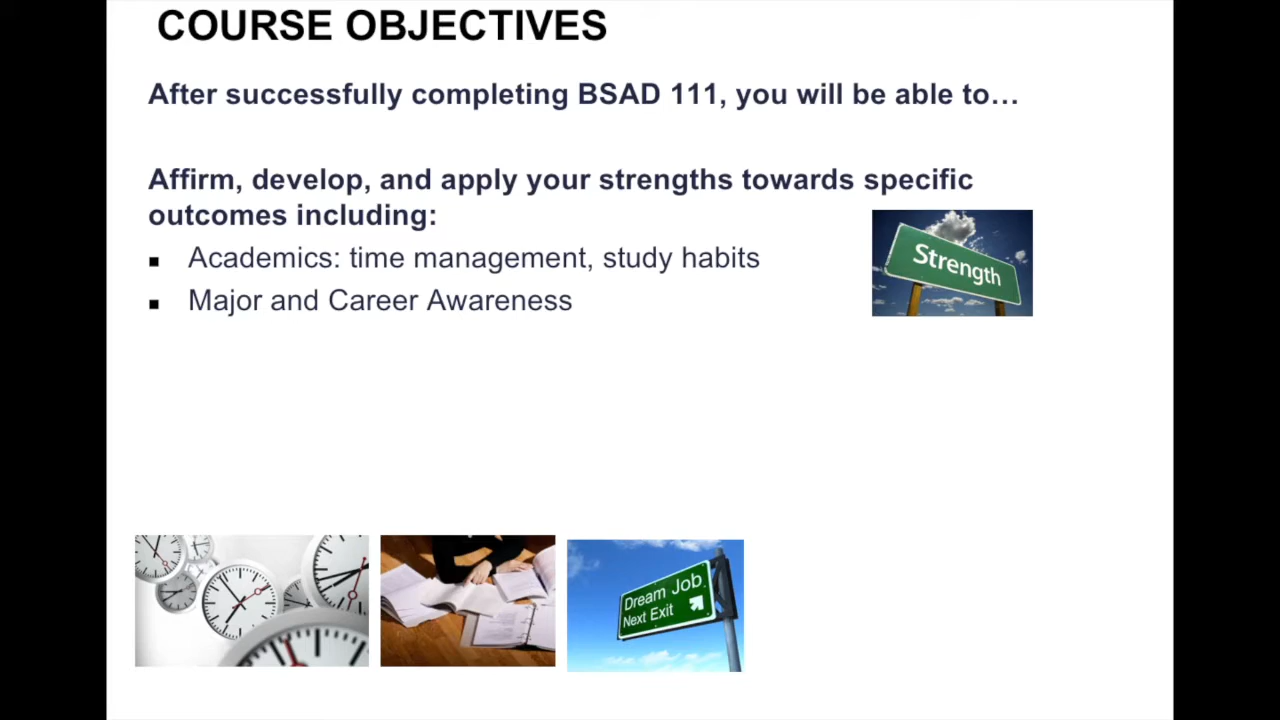 COURSE OBJECTIVES
After successfully completing BSAD 111, you will be able to…
Affirm, develop, and apply your strengths towards specific
outcomes including:
Strength
▪ Academics: time management, study habits
▪ Major and Career Awareness
Dream Job
Next Exit